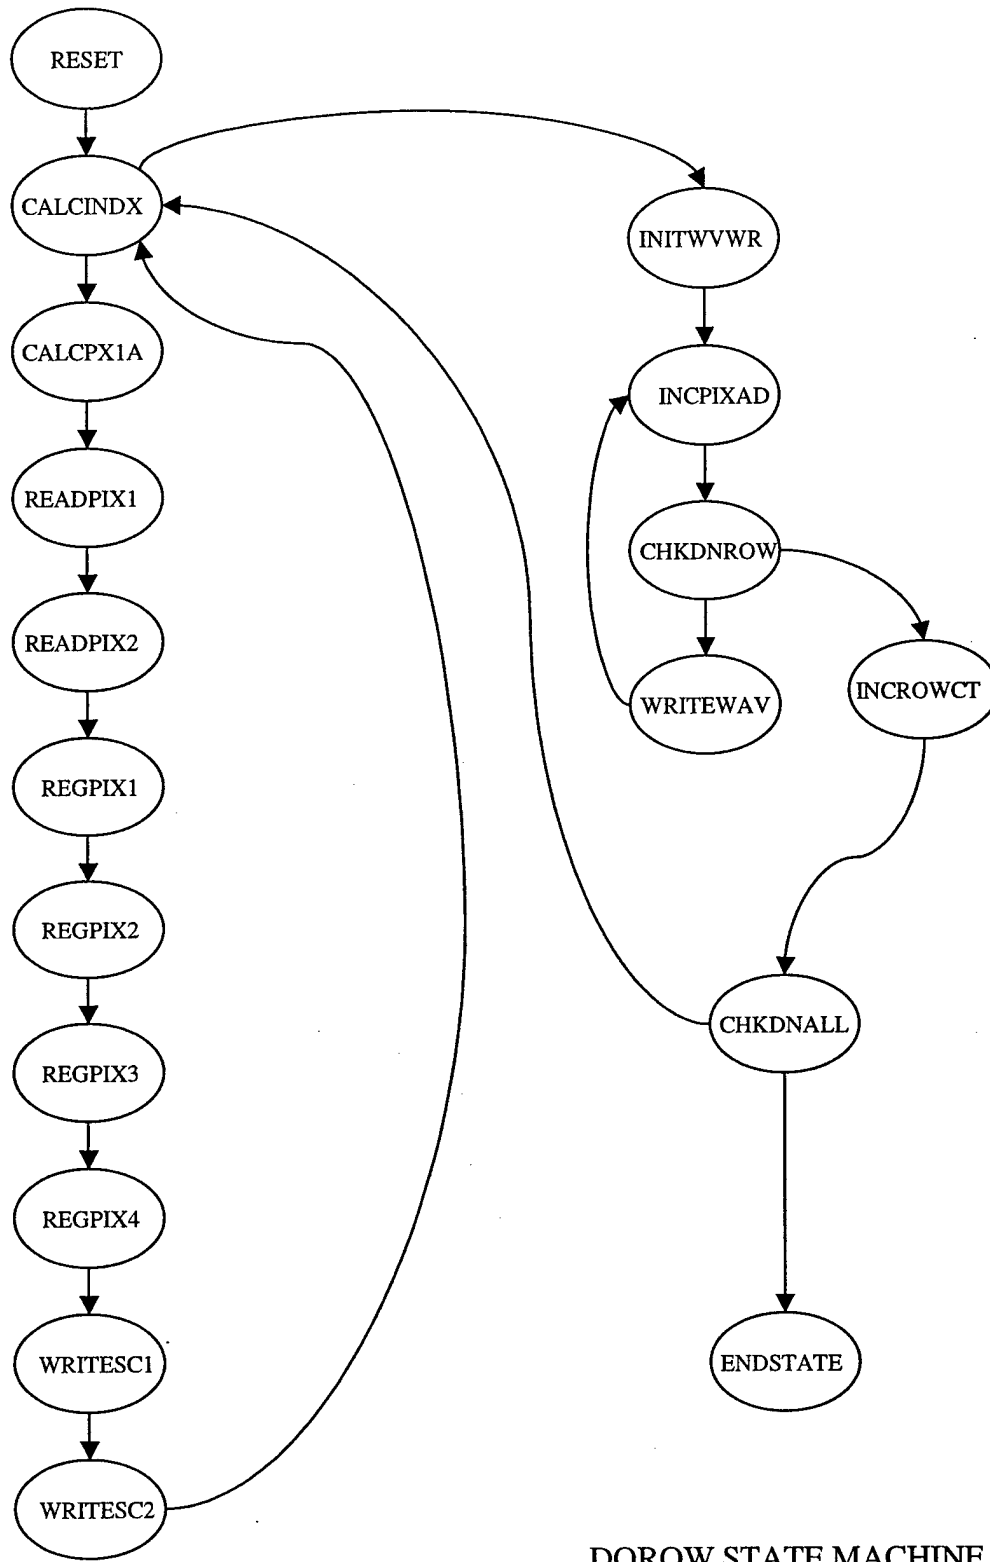 RESET
CALCINDX
INITWVWR
CALCPX1A
INCPIXAD
READPIX1
CHKDNROW
READPIX2
WRITEWAV
INCROWCT
REGPIX1
REGPIX2
CHKDNALL
REGPIX3
REGPIX4
WRITESC1
ENDSTATE
WRITESC2
DOROW STATE MACHINE